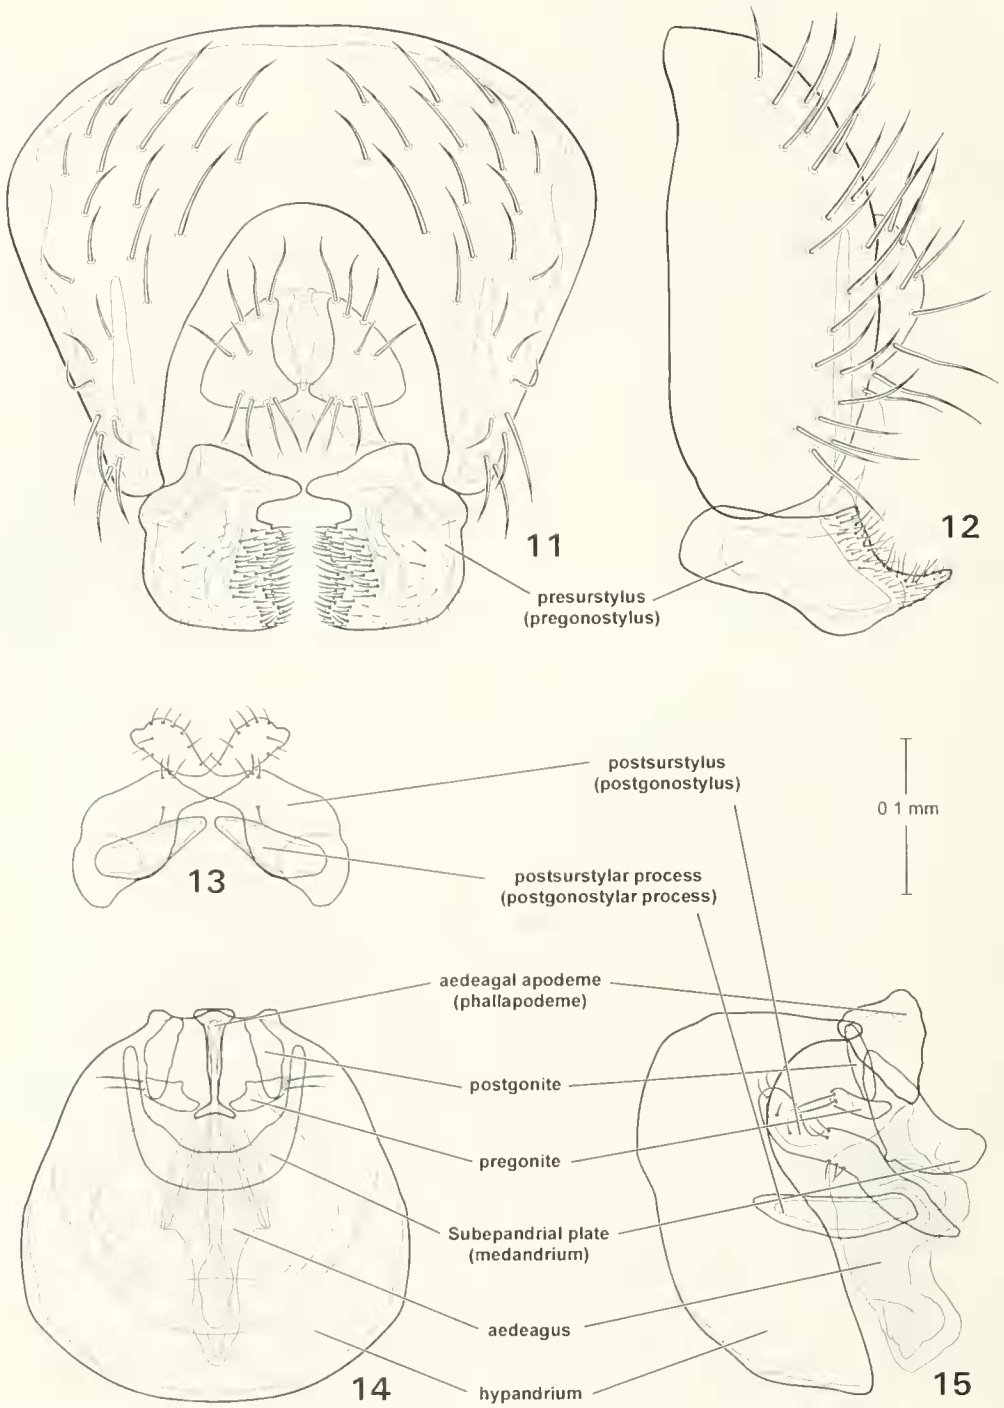 11
12
presurstylus
(pregonostylus)
postsurstylus
(postgonostylus)
0 1 mm
13
postsurstylar process
(postgonostylar process)
aedeagal apodeme
(phallapodeme)
postgonite
pregonite
Subepandrial plate
(medandrium)
aedeagus
hypandrium
14
15